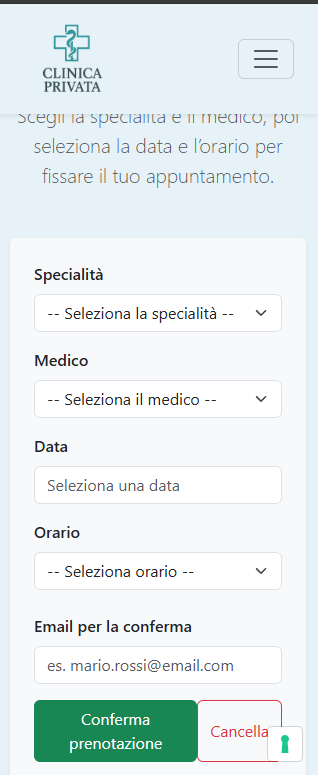 CLINICA
PRIVATA
Scegli la specialità e il medico, poi
seleziona la data e l'orario per
fissare il tuo appuntamento.
Specialità
-- Seleziona la specialità --
Medico
-- Seleziona il medico --
Data
Seleziona una data
Orario
-- Seleziona orario --
Email per la conferma
es. mario.rossi@email.com
Conferma
prenotazione
Cancella